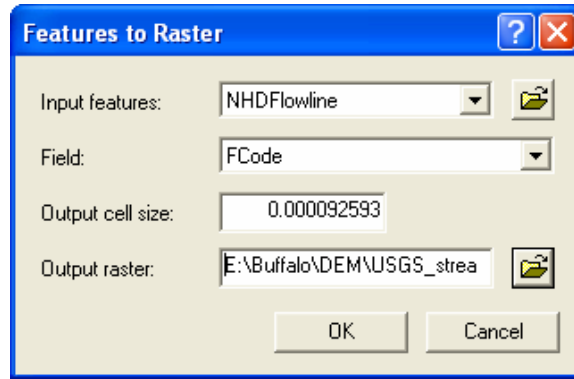 Features to Raster ?
Input features: NHDFlowline
Field: FCode
Output cell size: 0.000092593
Output raster: E:\Buffalo\DEM\USGS_strea
OK Cancel